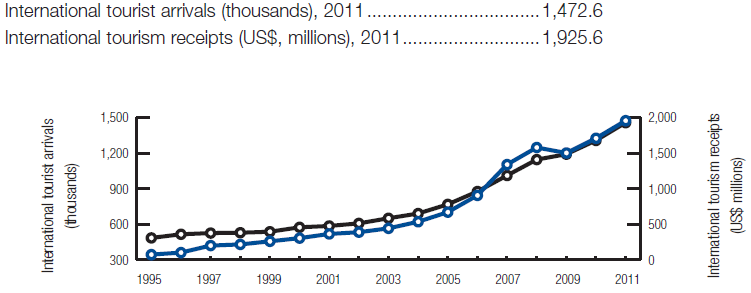 International tourist arrivals (thousands), 2011..................................1,472.6
International tourism receipts (US$, millions), 2011...........................1,925.6
International tourist arrivals
(thousands)
1,500
1,200
900
600
300
2,000
1,500
1,000
500
0
International tourism receipts
(US$ millions)
1995 1997 1999 2001 2003 2005 2007 2009 2011